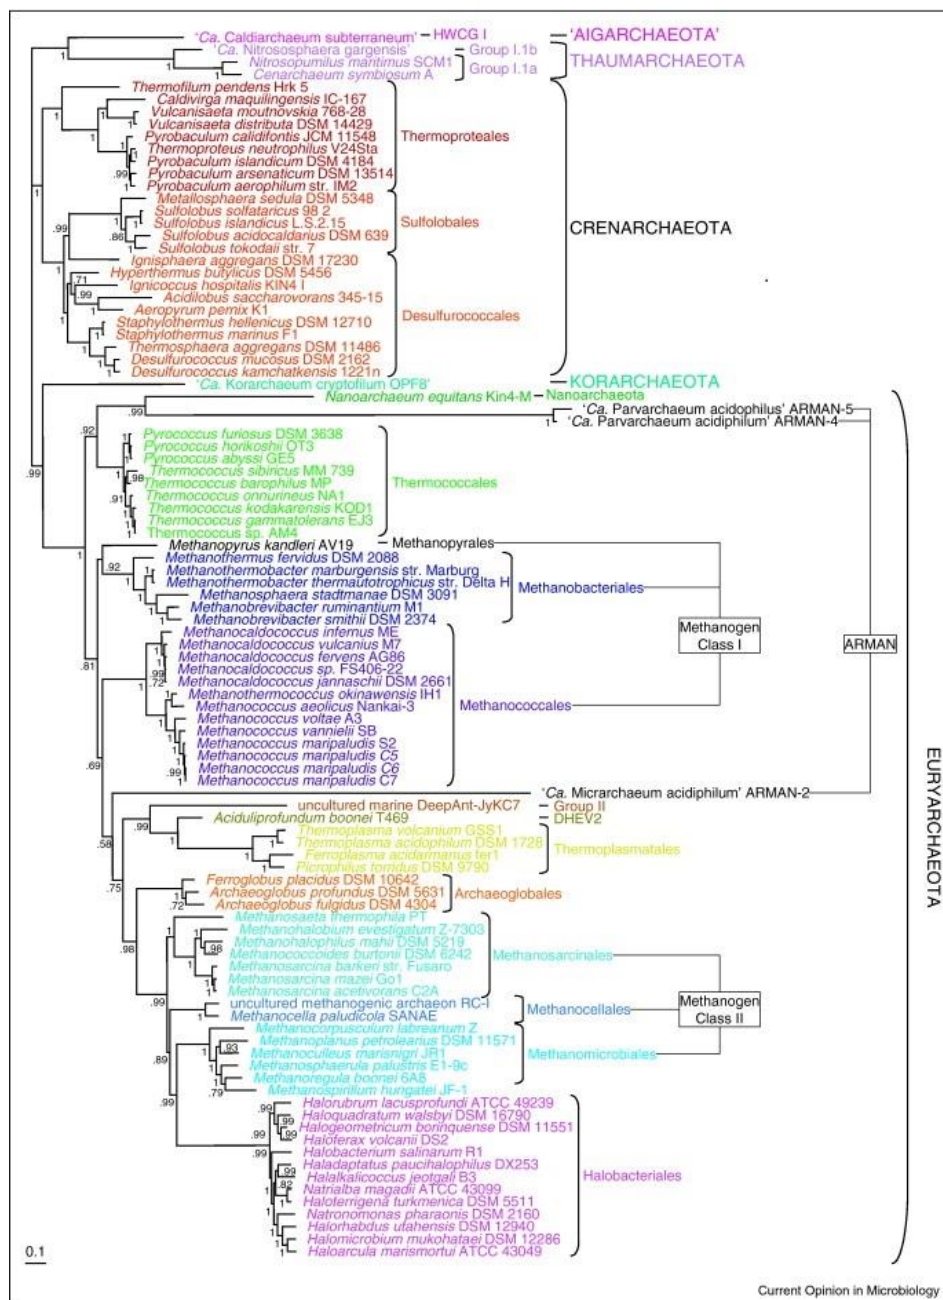 'Ca. Caldiarchaeum subterraneum' HWCG I 'AIGARCHAEOTA'
'Ca. Nitrososphaera gargensis' Group I.1b
Nitrosopumilus maritimus SCM1 Group I.1a THAUMARCHAEOTA
Cenarchaeum symbiosum A
Thermofilum pendens Hrk 5
Caldivirga maquilingensis IC-167
Vulcanisaeta moutnovskia 768-28
Vulcanisaeta distributa DSM 14429
Pyrobaculum calidifontis JCM 11548 Thermoproteales
Thermoproteus neutrophilus V24Sta
Pyrobaculum islandicum DSM 4184
Pyrobaculum arsenaticum DSM 13514
Pyrobaculum aerophilum str. IM2
Metallosphaera sedula DSM 5348
Sulfolobus solfataricus 98 2
Sulfolobus islandicus L.S.2.15 Sulfolobales
CRENARCHAEOTA
Sulfolobus acidocaldarius DSM 639
Sulfolobus tokodaii str. 7
Ignisphaera aggregans DSM 17230
Hyperthermus butylicus DSM 5456
Ignicoccus hospitalis KIN4 I
Acidilobus saccharovorans 345-15
Aeropyrum pernix K1 Desulfurococcales
Staphylothermus hellenicus DSM 12710
Staphylothermus marinus F1
Thermosphaera aggregans DSM 11486
Desulfurococcus mucosus DSM 2162
Desulfurococcus kamchatkensis 1221n
'Ca. Korarchaeum cryptofilum OPF8' KORARCHAEOTA
Nanoarchaeum equitans Kin4-M Nanoarchaeota
'Ca. Parvarchaeum acidophilus' ARMAN-5
'Ca. Parvarchaeum acidiphilum' ARMAN-4
Pyrococcus furiosus DSM 3638
Pyrococcus horikoshii OT3
Pyrococcus abyssi GE5
Thermococcus sibiricus MM 739
Thermococcus barophilus MP Thermococcales
Thermococcus onnurineus NA1
Thermococcus kodakarensis KOD1
Thermococcus gammatolerans EJ3
Thermococcus sp. AM4
Methanopyrus kandleri AV19 Methanopyrales
Methanothermus fervidus DSM 2088
Methanothermobacter marburgensis str. Marburg
Methanothermobacter thermautotrophicus str. Delta H
Methanobacteriales
Methanosphaera stadtmanae DSM 3091
Methanobrevibacter ruminantium M1
Methanobrevibacter smithii DSM 2374
Methanocaldococcus infernus ME
Methanocaldococcus vulcanius M7
Methanocaldococcus fervens AG86
Methanocaldococcus sp. FS406-22
Methanocaldococcus jannaschii DSM 2661
Methanothermococcus okinawensis IH1
Methanococcus aeolicus Nankai-3 Methanococcales
Methanococcus voltae A3
Methanococcus vannielii SB
Methanococcus maripaludis S2
Methanococcus maripaludis C5
Methanococcus maripaludis C6
Methanococcus maripaludis C7
Methanogen
Class I
ARMAN
EURYARCHAEOTA
'Ca. Micrarchaeum acidiphilum' ARMAN-2
uncultured marine DeepAnt-JyKC7 Group II
Aciduliprofundum boonei T469 DHEV2
Thermoplasma volcanium GSS1
Thermoplasma acidophilum DSM 1728
Thermoplasmatales
Ferroplasma acidarmanus fer1
Picrophilus torridus DSM 9790
Ferroglobus placidus DSM 10642
Archaeoglobus profundus DSM 5631 Archaeoglobales
Archaeoglobus fulgidus DSM 4304
Methanosaeta thermophila PT
Methanohalobium evestigatum Z-7303
Methanohalophilus mahii DSM 5219
Methanococcoides burtonii DSM 6242 Methanosarcinales
Methanosarcina barkeri str. Fusaro
Methanosarcina mazei Go1
Methanosarcina acetivorans C2A
uncultured methanogenic archaeon RC-I
Methanocellales
Methanocella paludicola SANAE
Methanogen
Class II
Methanocorpusculum labreanum Z
Methanoplanus petrolearius DSM 11571
Methanoculleus marisnigri JR1 Methanomicrobiales
Methanosphaerula palustris E1-9c
Methanoregula boonei 6A8
Methanospirillum hungatei JF-1
Halorubrum lacusprofundi ATCC 49239
Haloquadratum walsbyi DSM 16790
Halogeometricum borinquense DSM 11551
Haloferax volcanii DS2
Halobacterium salinarum R1
Haladaptatus paucihalophilus DX253
Halalkalicoccus jeotgali B3 Halobacteriales
Natrialba magadii ATCC 43099
Haloterrigena turkmenica DSM 5511
Natronomonas pharaonis DSM 2160
Halorhabdus utahensis DSM 12940
Halomicrobium mukohataei DSM 12286
Haloarcula marismortui ATCC 43049
0.1
Current Opinion in Microbiology